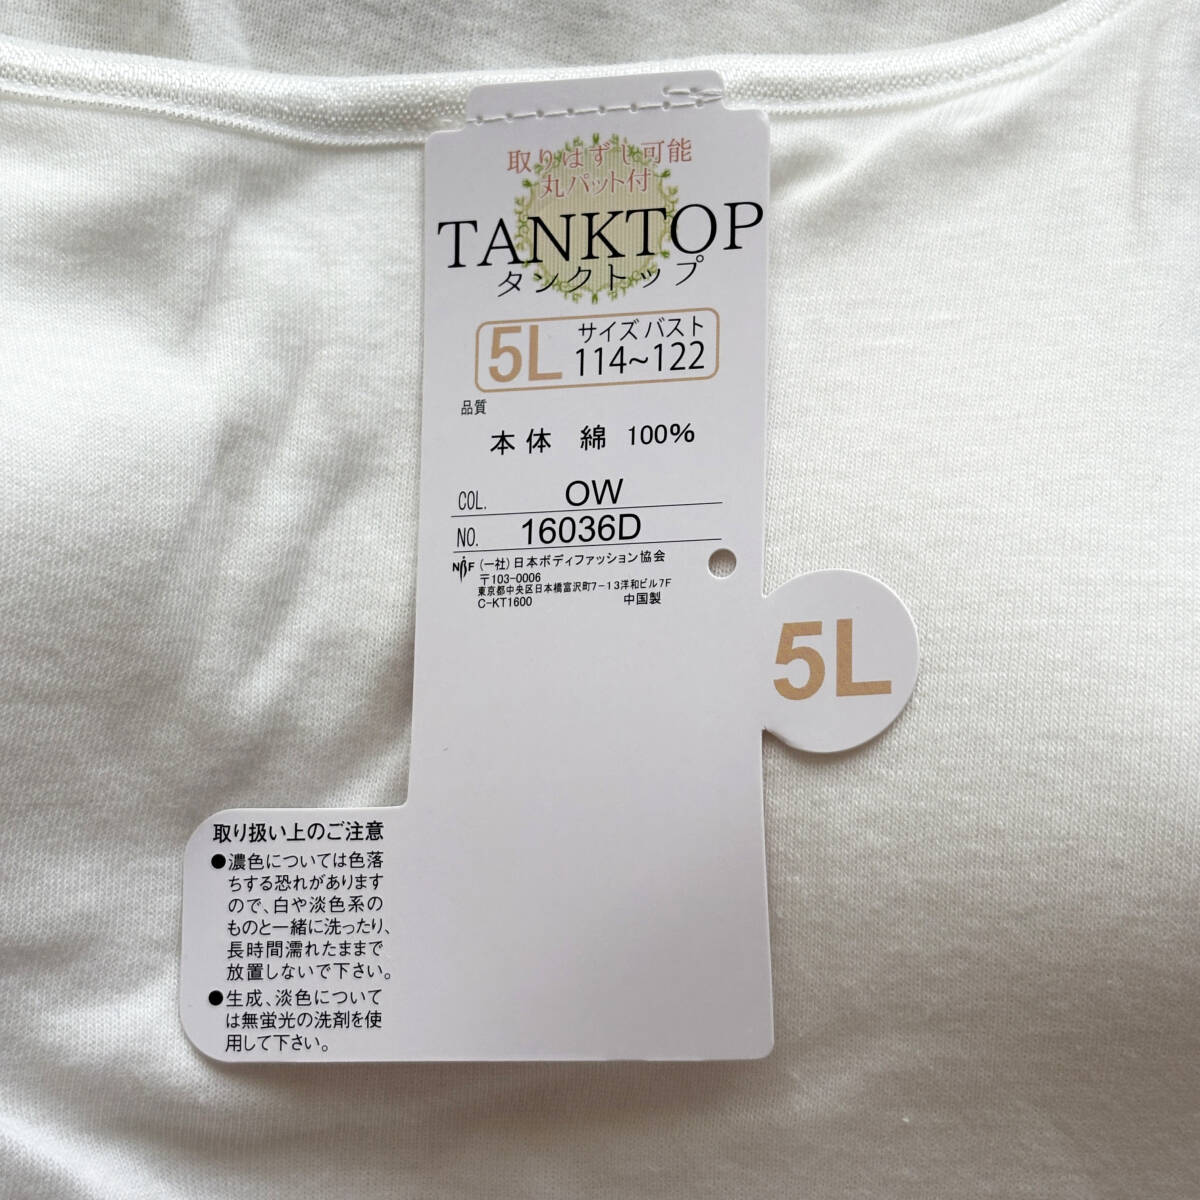 取りはずし可能
丸パット付
TANKTOP
タンクトップ
5L サイズ バスト
114~122
品質
本体 綿 100%
COL. OW
NO. 16036D
NBF (一社)日本ボディファッション協会
〒103-0006
東京都中央区日本橋富沢町7-13洋和ビル7F
C-KT1600 中国製
5L
取り扱い上のご注意
●濃色については色落
ちする恐れがあります
ので、白や淡色系の
ものと一緒に洗ったり、
長時間濡れたままで
放置しないで下さい。
●生成、淡色について
は無蛍光の洗剤を使
用して下さい。